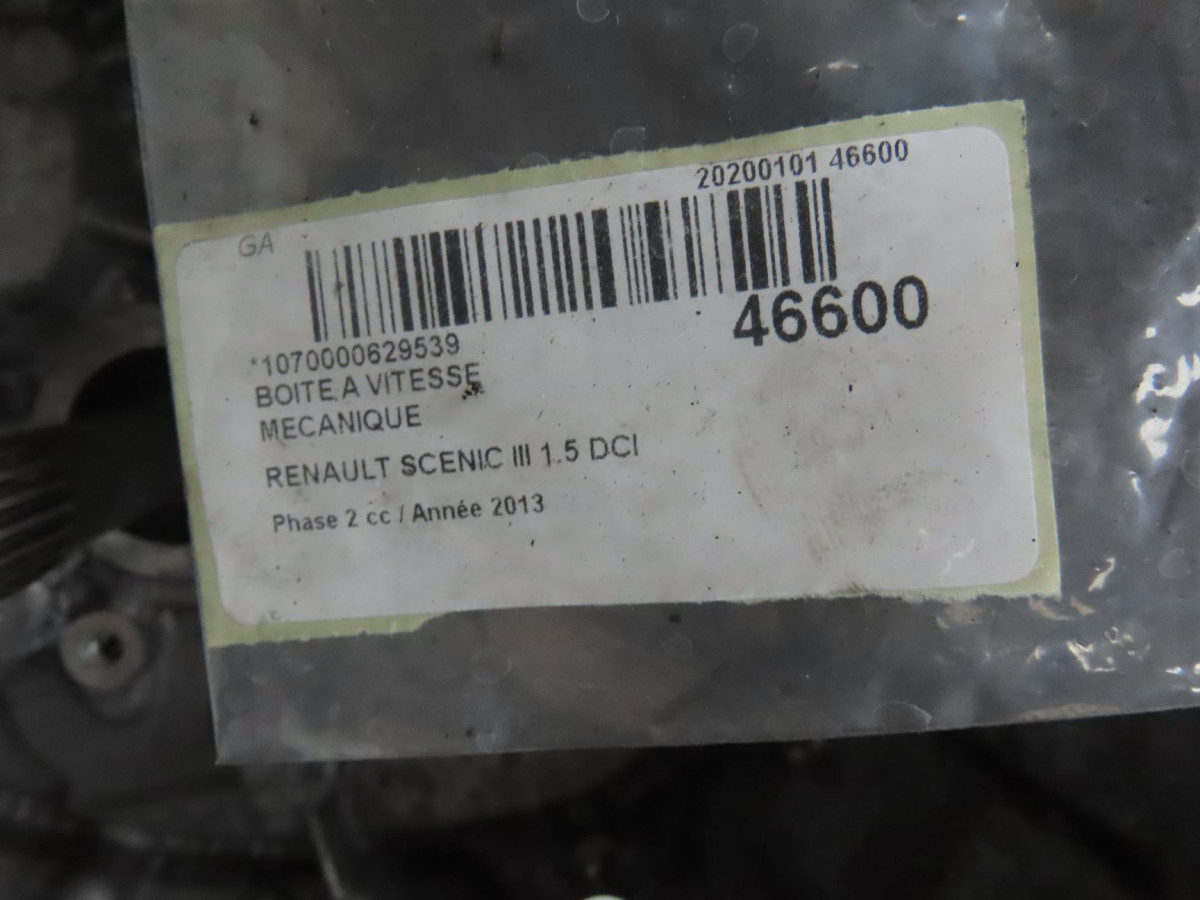 20200101 46600
GA
46600
*1070000629539
BOITE A VITESSE
MECANIQUE
RENAULT SCENIC III 1.5 DCI
Phase 2 cc / Année 2013